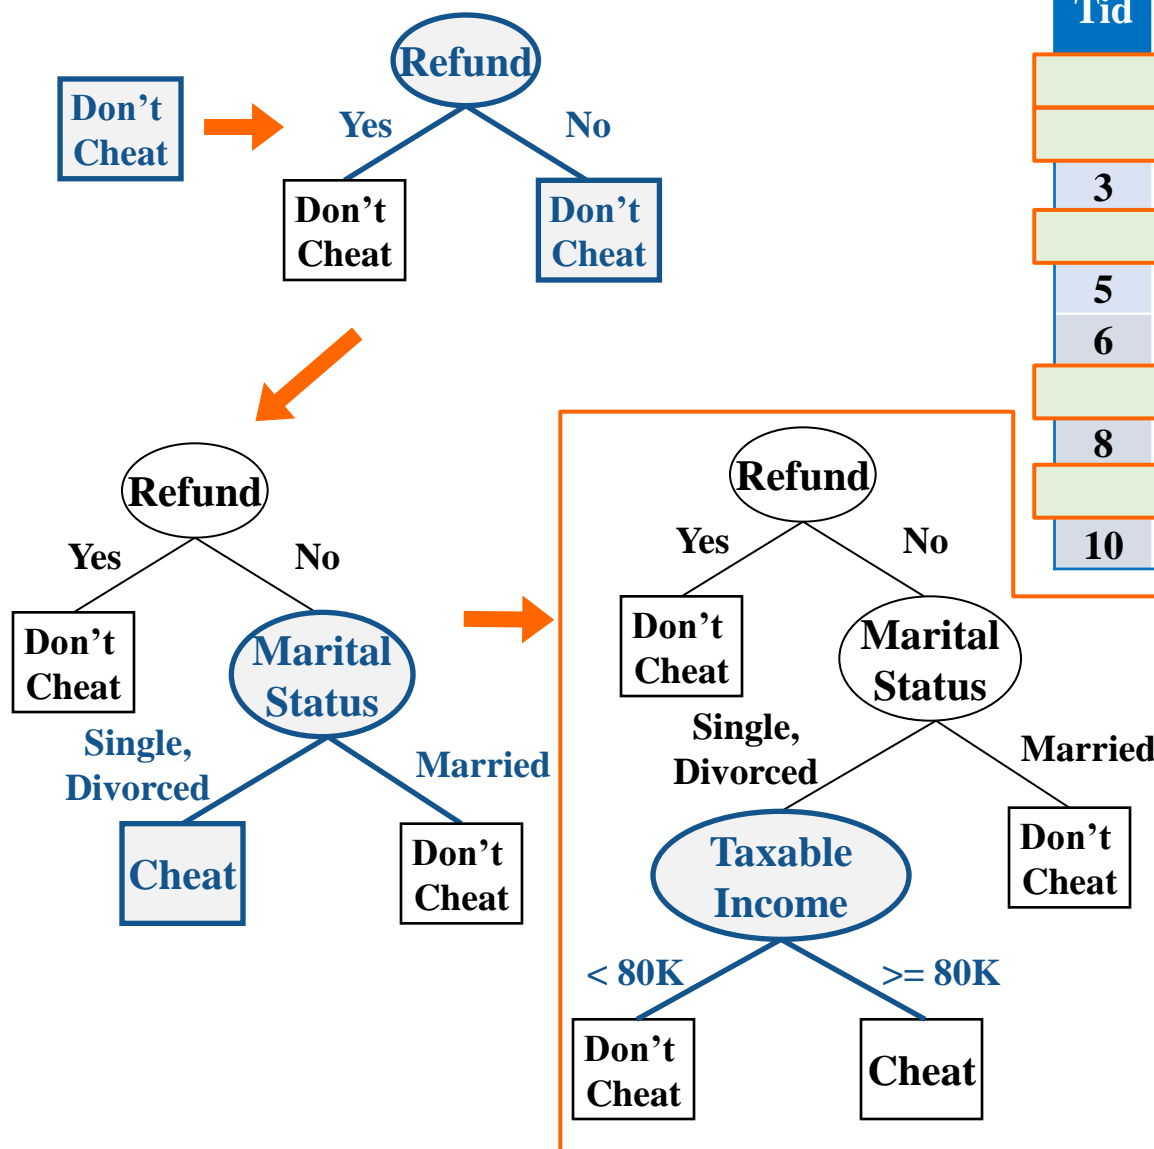 Tid
3
5
6
8
10
Don't
Cheat
Refund
Yes
No
Don't
Cheat
Don't
Cheat
Refund
Yes
No
Don't
Cheat
Marital
Status
Single,
Divorced
Married
Cheat
Don't
Cheat
Refund
Yes
No
Don't
Cheat
Marital
Status
Single,
Divorced
Married
Taxable
Income
Don't
Cheat
< 80K
>= 80K
Don't
Cheat
Cheat